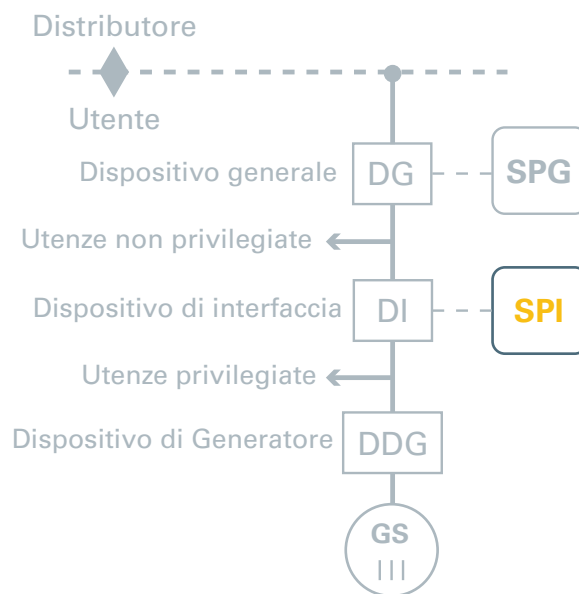 Distributore
Utente
Dispositivo generale
DG
SPG
Utenze non privilegiate
Dispositivo di interfaccia
DI
SPI
Utenze privilegiate
Dispositivo di Generatore
DDG
GS